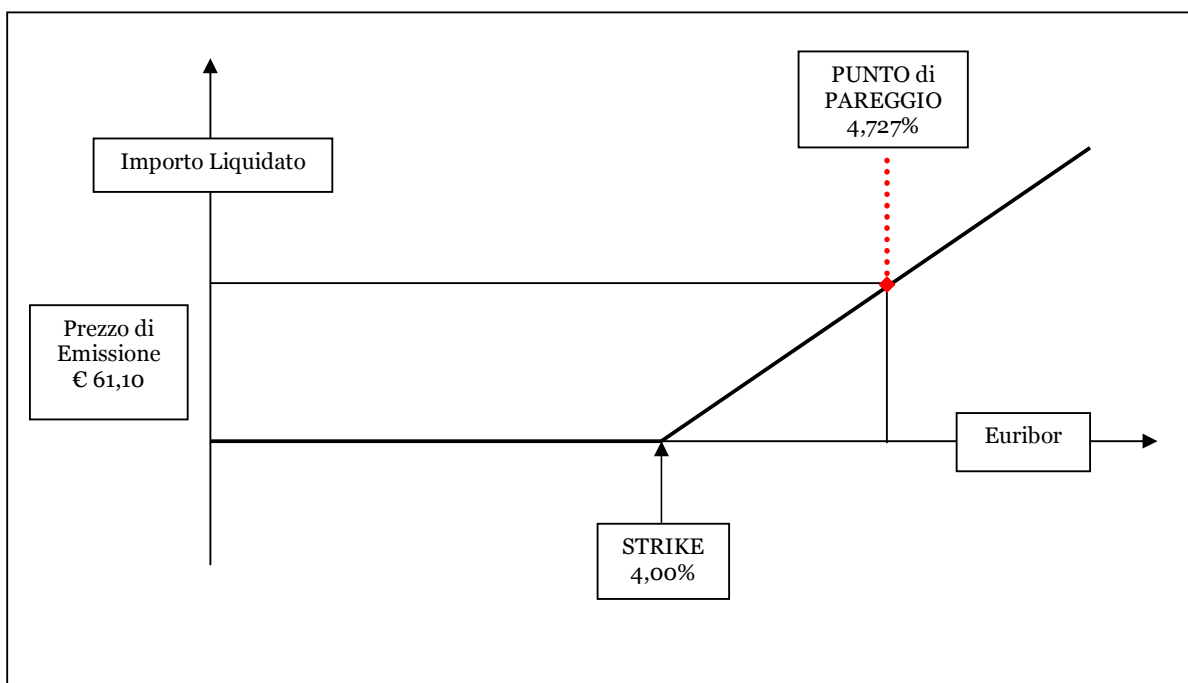 PUNTO di
PAREGGIO
4,727%
Importo Liquidato
Prezzo di
Emissione
€ 61,10
Euribor
STRIKE
4,00%